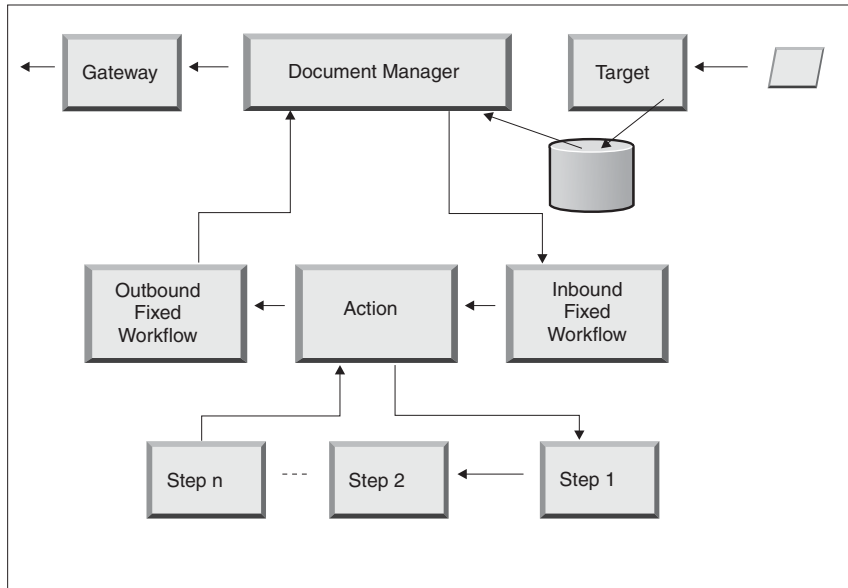 Gateway
Document Manager
Target
Outbound
Fixed
Workflow
Action
Inbound
Fixed
Workflow
Step n
Step 2
Step 1